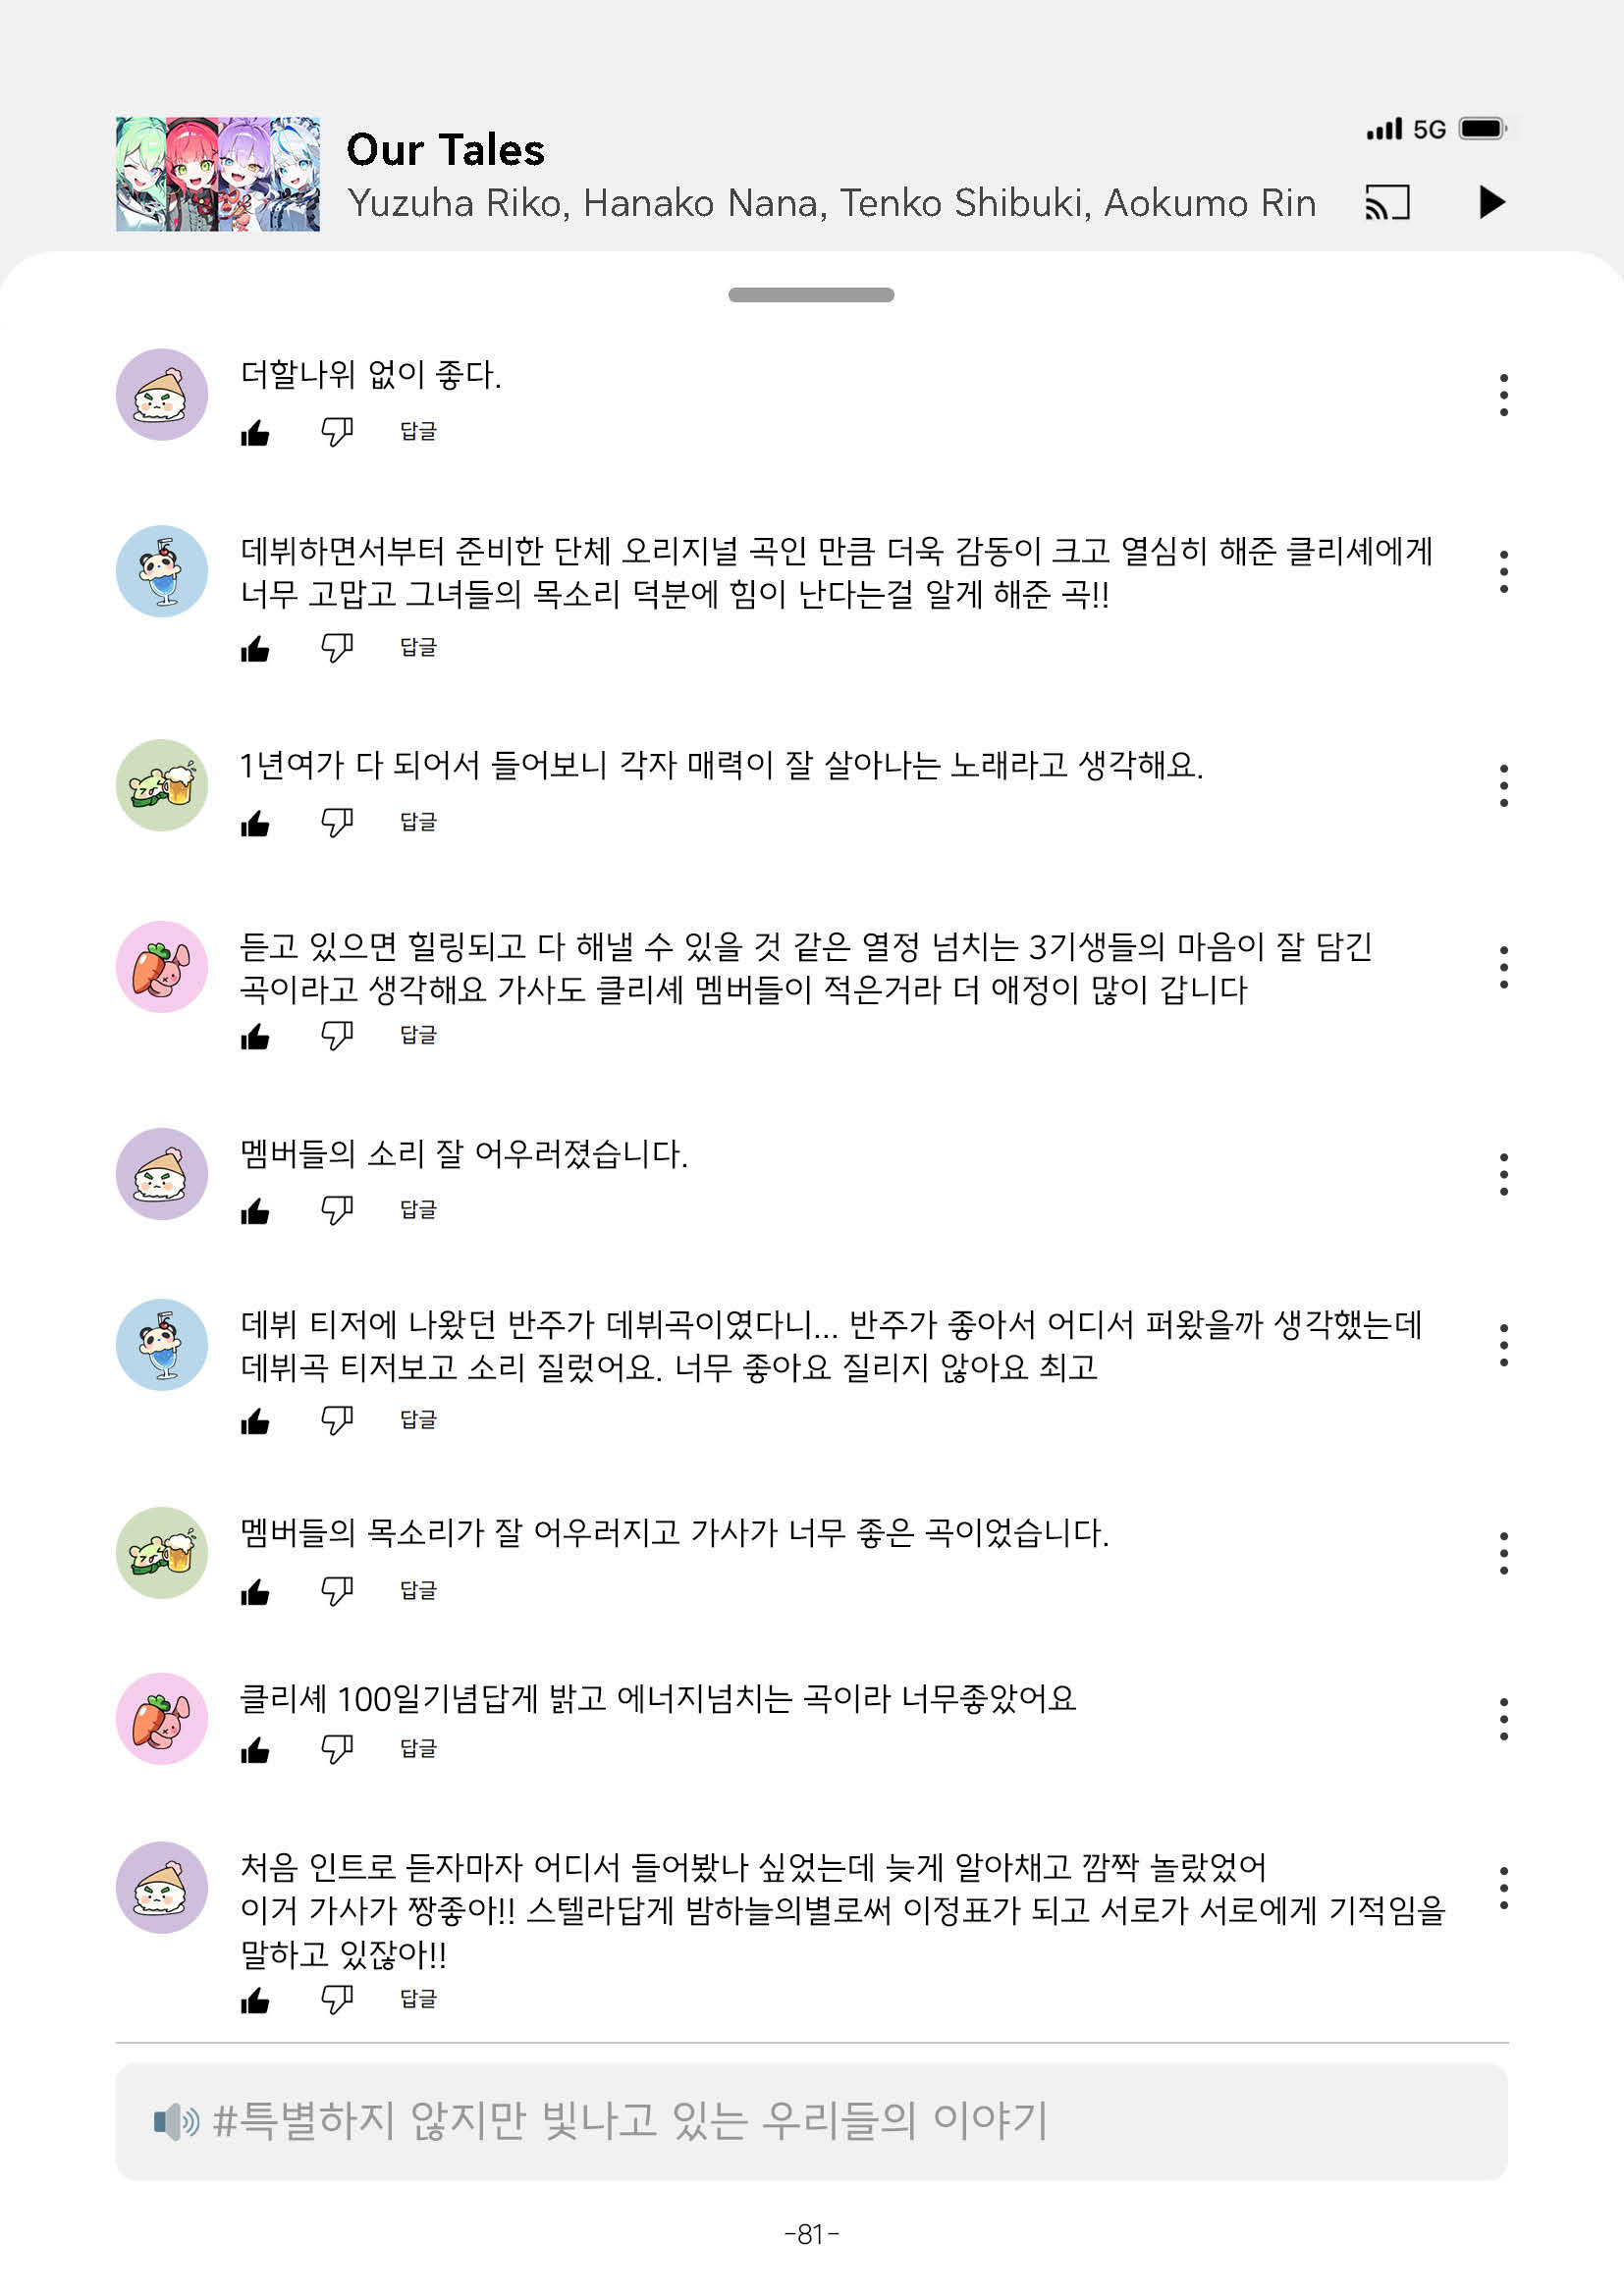 Our Tales
5G
Yuzuha Riko, Hanako Nana, Tenko Shibuki, Aokumo Rin
더할나위 없이 좋다.
답글
데뷔하면서부터 준비한 단체 오리지널 곡인 만큼 더욱 감동이 크고 열심히 해준 클리셰에게
너무 고맙고 그녀들의 목소리 덕분에 힘이 난다는걸 알게 해준 곡!!
답글
1년여가 다 되어서 들어보니 각자 매력이 잘 살아나는 노래라고 생각해요.
답글
듣고 있으면 힐링되고 다 해낼 수 있을 것 같은 열정 넘치는 3기생들의 마음이 잘 담긴
곡이라고 생각해요 가사도 클리셰 멤버들이 적은거라 더 애정이 많이 갑니다
답글
멤버들의 소리 잘 어우러졌습니다.
답글
데뷔 티저에 나왔던 반주가 데뷔곡이였다니... 반주가 좋아서 어디서 퍼왔을까 생각했는데
데뷔곡 티저보고 소리 질렀어요. 너무 좋아요 질리지 않아요 최고
답글
멤버들의 목소리가 잘 어우러지고 가사가 너무 좋은 곡이었습니다.
답글
클리셰 100일기념답게 밝고 에너지넘치는 곡이라 너무좋았어요
답글
처음 인트로 듣자마자 어디서 들어봤나 싶었는데 늦게 알아채고 깜짝 놀랐었어
이거 가사가 짱좋아!! 스텔라답게 밤하늘의별로써 이정표가 되고 서로가 서로에게 기적임을
말하고 있잖아!!
답글
#특별하지 않지만 빛나고 있는 우리들의 이야기
-81-